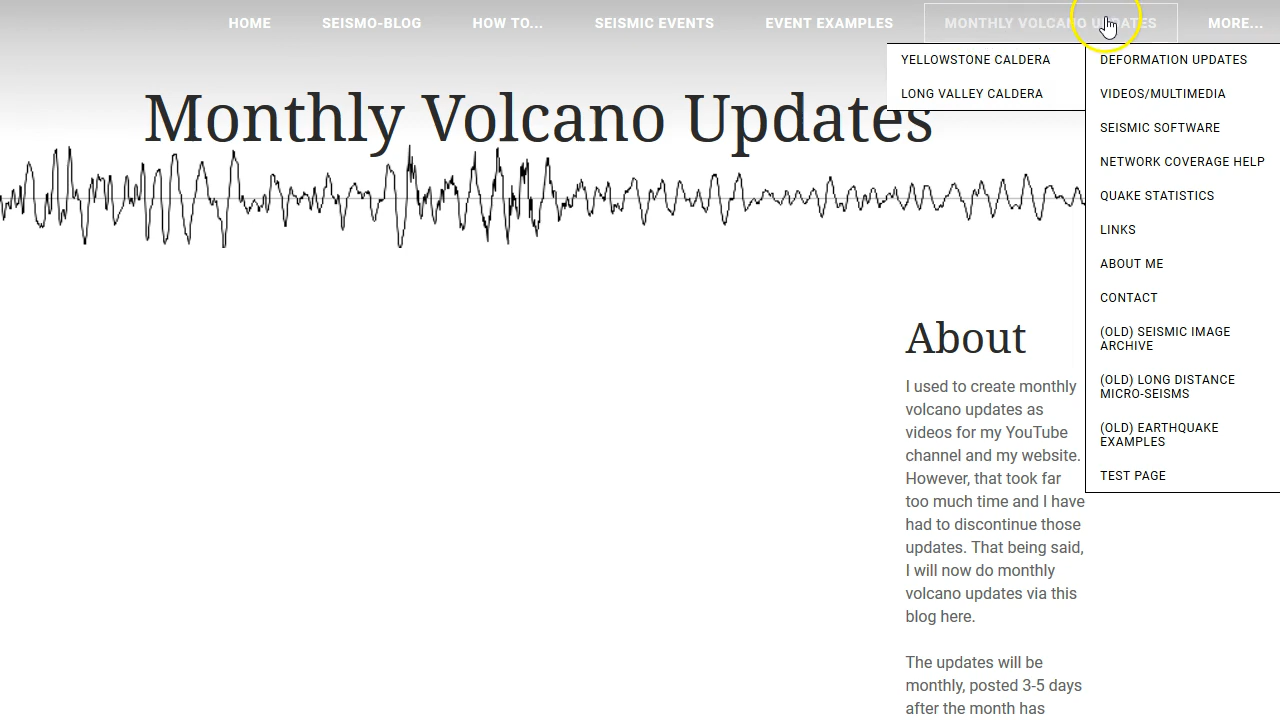 HOME SEISMO-BLOG HOW TO... SEISMIC EVENTS EVENT EXAMPLES MONTHLY VOLCANO UPDATES MORE...
YELLOWSTONE CALDERA
LONG VALLEY CALDERA
DEFORMATION UPDATES
VIDEOS/MULTIMEDIA
SEISMIC SOFTWARE
NETWORK COVERAGE HELP
QUAKE STATISTICS
LINKS
ABOUT ME
CONTACT
(OLD) SEISMIC IMAGE
ARCHIVE
(OLD) LONG DISTANCE
MICRO-SEISMS
(OLD) EARTHQUAKE
EXAMPLES
TEST PAGE
Monthly Volcano Updates
About
I used to create monthly
volcano updates as
videos for my YouTube
channel and my website.
However, that took far
too much time and I have
had to discontinue those
updates. That being said,
I will now do monthly
volcano updates via this
blog here.
The updates will be
monthly, posted 3-5 days
after the month has